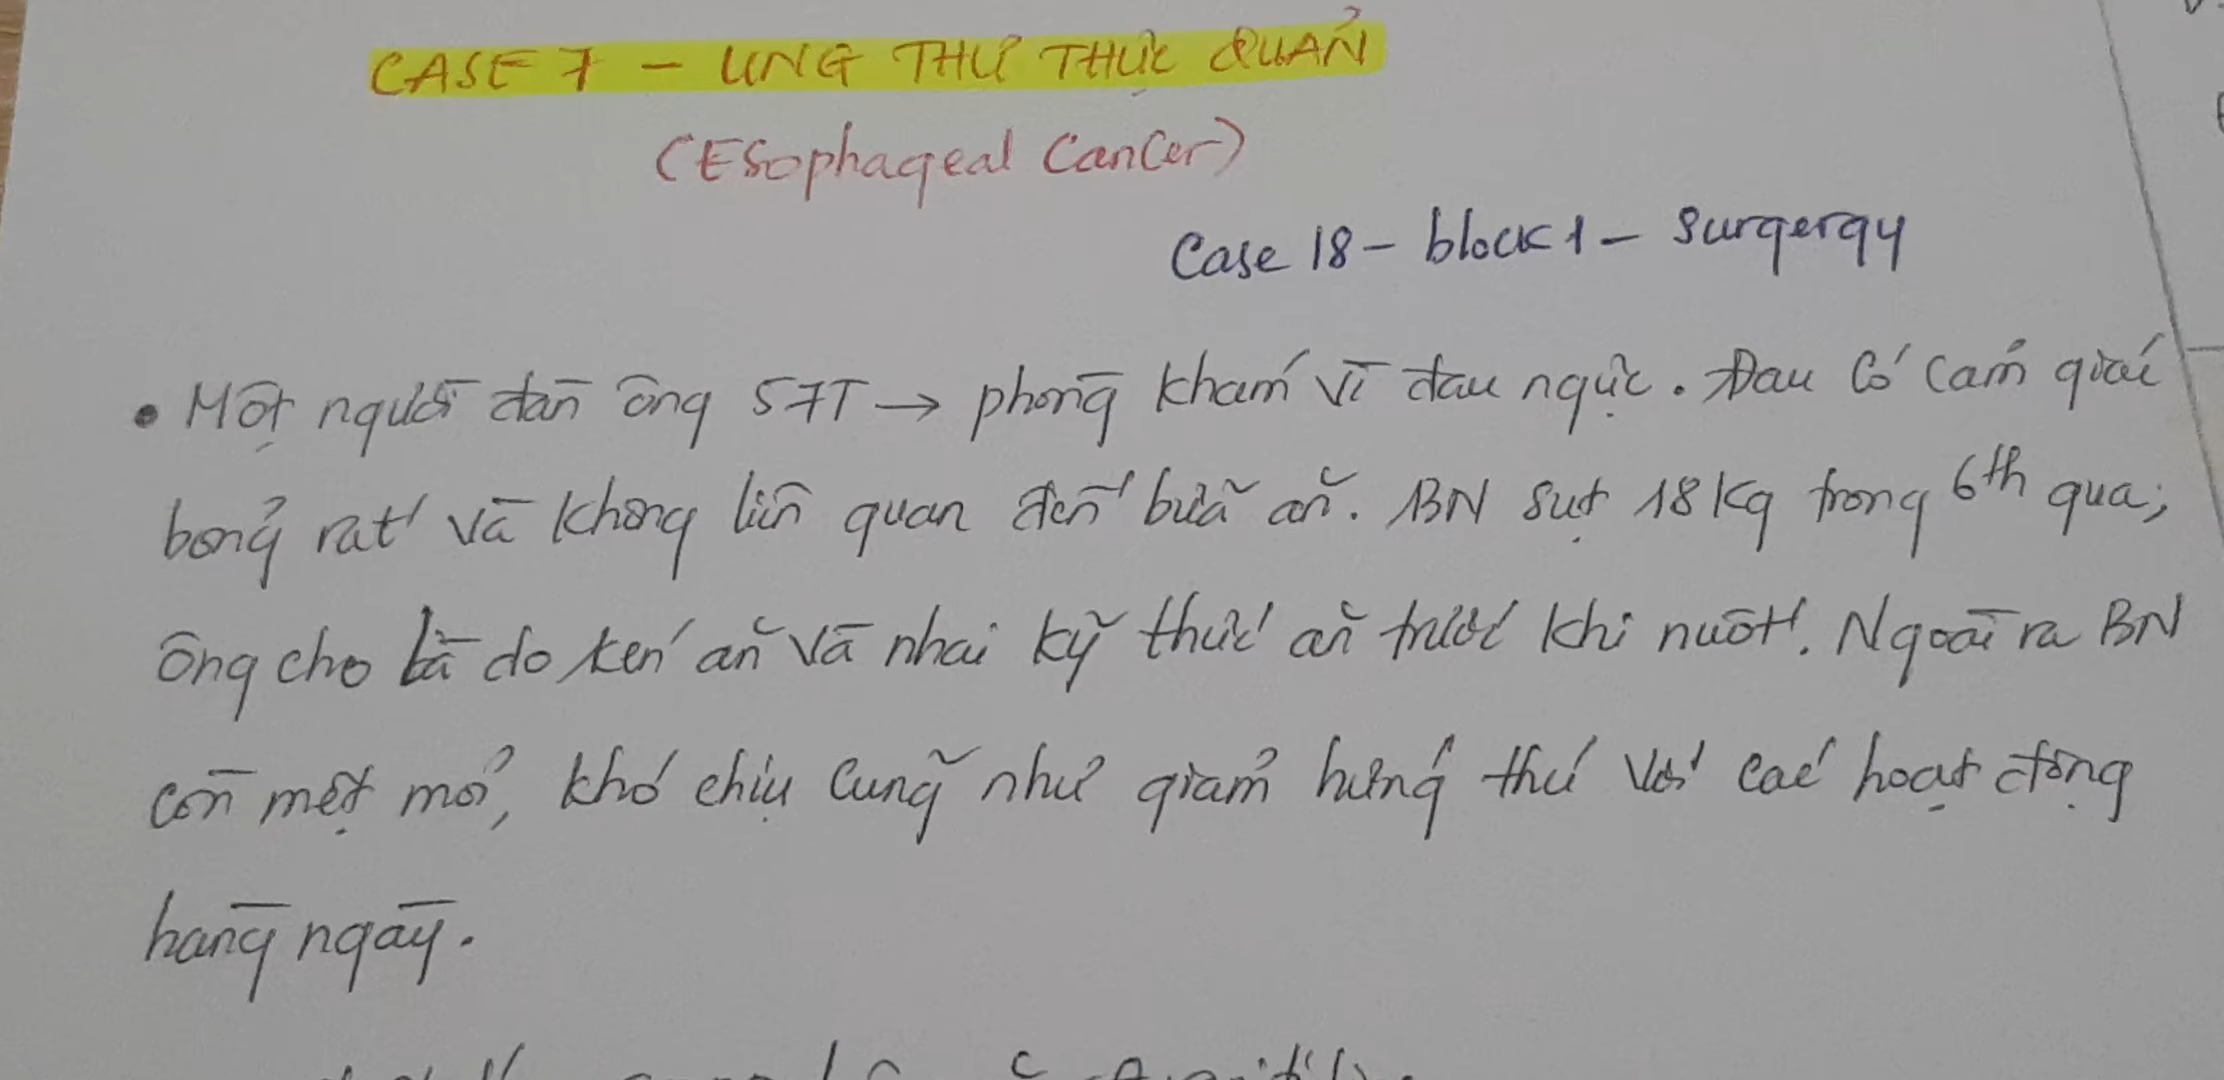 CASE 7 - UNG THƯ THỰC QUẢN
(Esophageal Cancer)
Case 18 - block 1 - Surgergy
• Một người đàn ông 57T → phòng khám vì đau ngực. Đau có cảm giác
bỏng rát và không liên quan đến bữa ăn. BN sụt 18kg trong 6th qua;
ông cho là do kén ăn và nhai kỹ thức ăn trước khi nuốt. Ngoài ra BN
còn mệt mỏi, khó chịu cũng như giảm hứng thú với các hoạt động
hàng ngày.